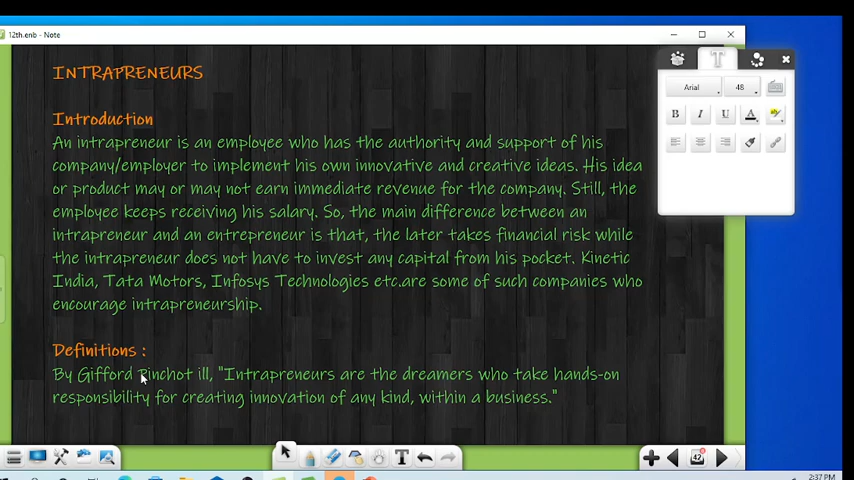 12th.enb - Note
INTRAPRENEURS
Arial 48
B I U A
Introduction
An intrapreneur is an employee who has the authority and support of his
company/employer to implement his own innovative and creative ideas. His idea
or product may or may not earn immediate revenue for the company. Still, the
employee keeps receiving his salary. So, the main difference between an
intrapreneur and an entrepreneur is that, the later takes financial risk while
the intrapreneur does not have to invest any capital from his pocket. Kinetic
India, Tata Motors, Infosys Technologies etc.are some of such companies who
encourage intrapreneurship.
Definitions :
By Gifford Pinchot ill, "Intrapreneurs are the dreamers who take hands-on
responsibility for creating innovation of any kind, within a business."
42
2:37 PM